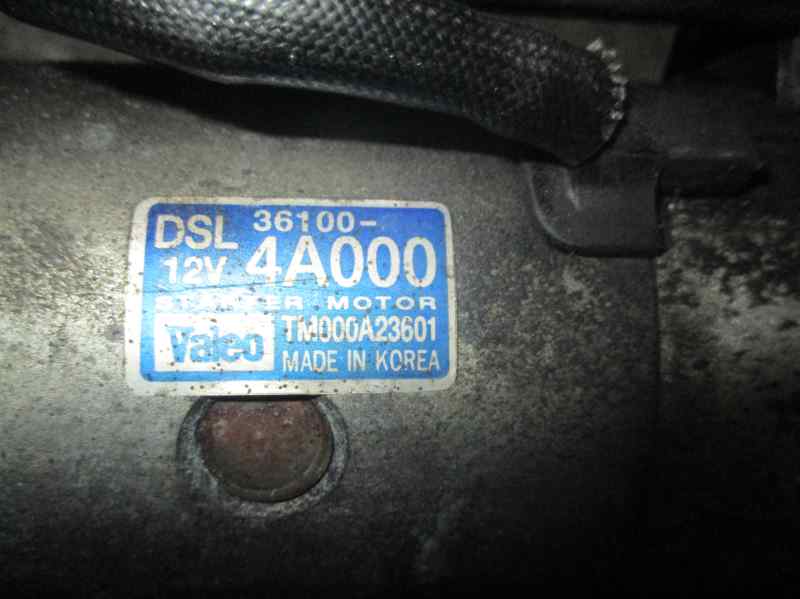 DSL 36100-
12V 4A000
STARTER MOTOR
Valeo TM000A23601
MADE IN KOREA